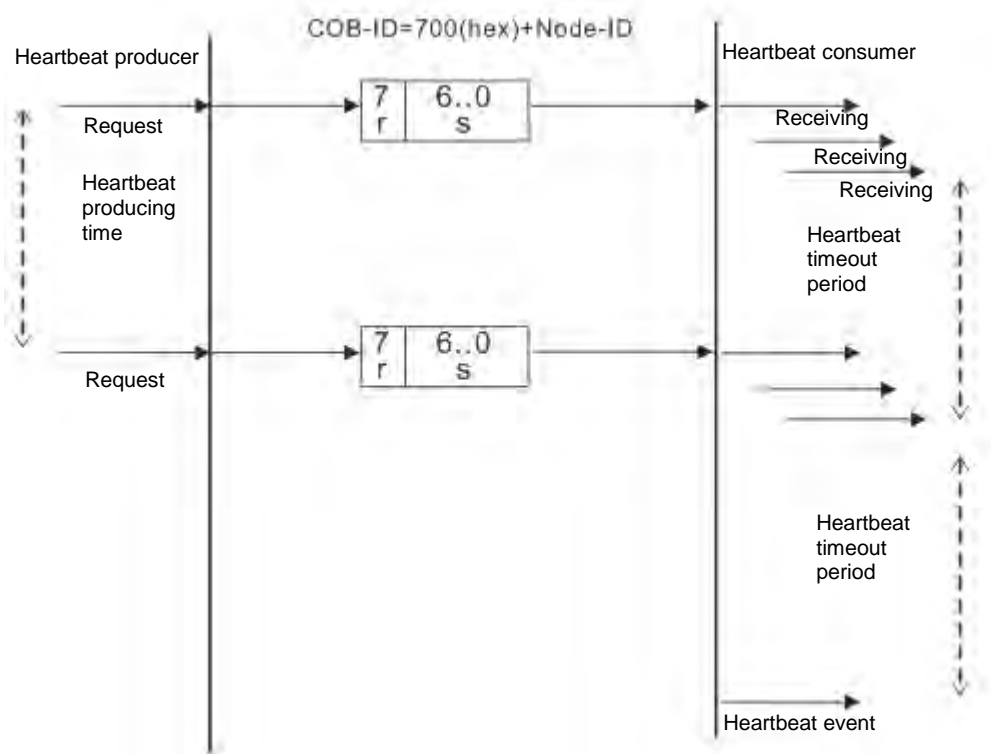 COB-ID=700(hex)+Node-ID
Heartbeat producer
Heartbeat consumer
7
6..0
r
s
Request
Receiving
Receiving
Receiving
Heartbeat
producing
time
Heartbeat
timeout
period
7
6..0
r
s
Request
Heartbeat
timeout
period
Heartbeat event